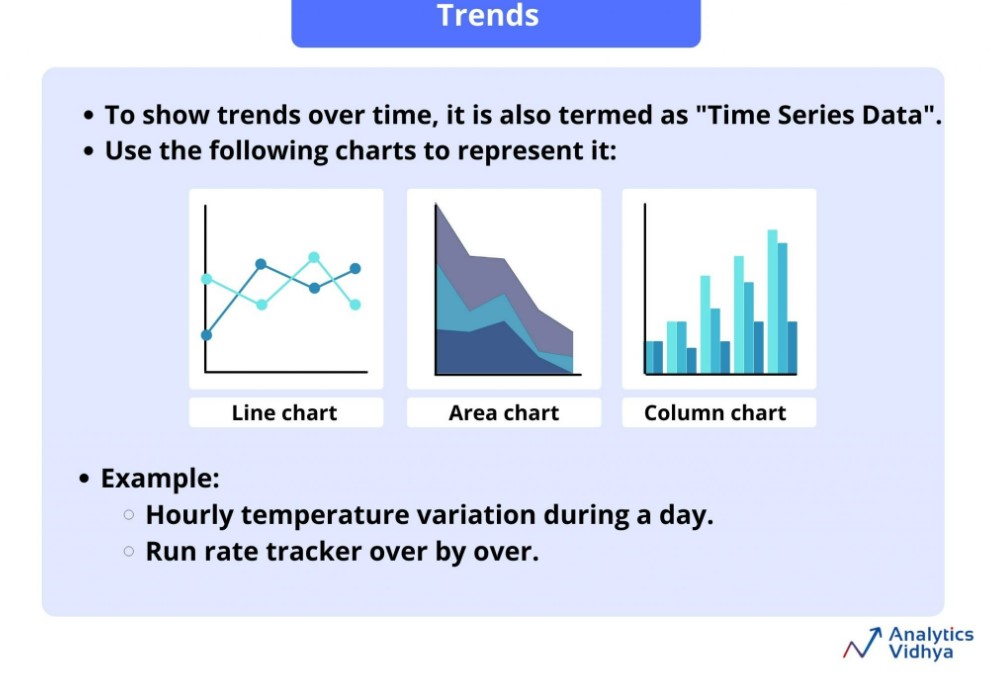 Trends
• To show trends over time, it is also termed as "Time Series Data".
• Use the following charts to represent it:
Line chart
Area chart
Column chart
• Example:
○ Hourly temperature variation during a day.
○ Run rate tracker over by over.
Analytics
Vidhya